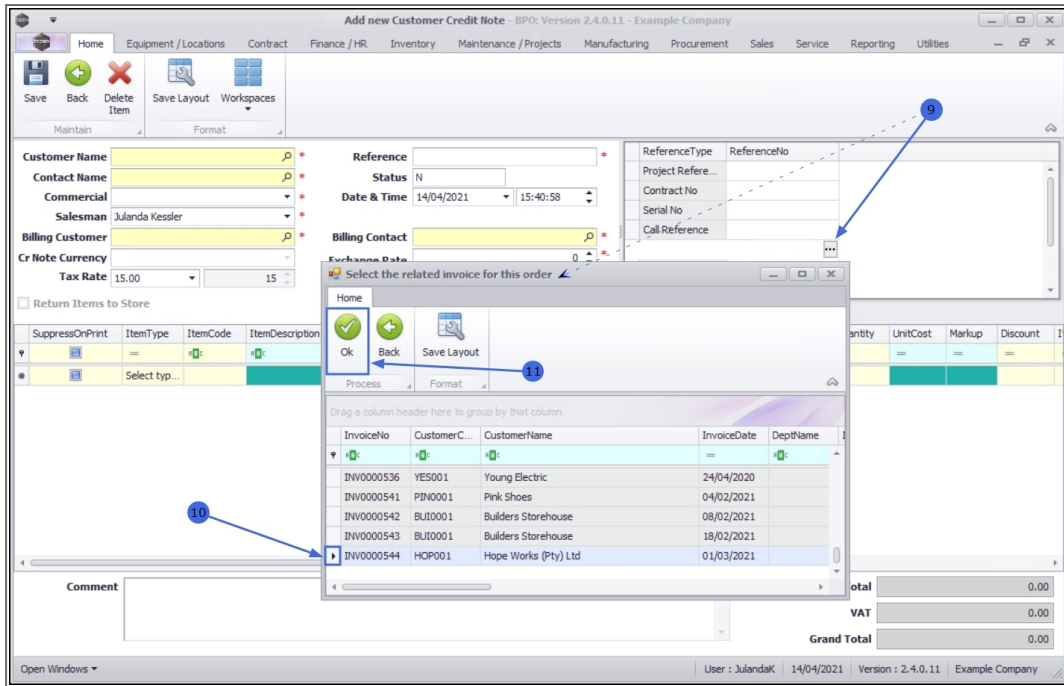 Add new Customer Credit Note - BPO: Version 2.4.0.11 - Example Company
Home Equipment / Locations Contract Finance / HR Inventory Maintenance / Projects Manufacturing Procurement Sales Service Reporting Utilities
Save Back Delete Item Save Layout Workspaces
Maintain Format
9
Customer Name * Reference * ReferenceType ReferenceNo
Contact Name * Status N Project Refere...
Commercial * Date & Time 14/04/2021 15:40:58 Contract No
Salesman Julanda Kessler * Serial No
Billing Customer * Billing Contact * Call Reference
Cr Note Currency Exchange Rate 0 * ...
Tax Rate 15.00 15
Select the related invoice for this order
Return Items to Store
Home
Ok Back Save Layout
11
Process Format
SuppressOnPrint ItemType ItemCode ItemDescription antity UnitCost Markup Discount
= = = =
Select typ...
Drag a column header here to group by that column
InvoiceNo CustomerC... CustomerName InvoiceDate DeptName
=
INV0000536 YES001 Young Electric 24/04/2020
INV0000541 PIN0001 Pink Shoes 04/02/2021
INV0000542 BUI0001 Builders Storehouse 08/02/2021
10
INV0000543 BUI0001 Builders Storehouse 18/02/2021
INV0000544 HOP001 Hope Works (Pty) Ltd 01/03/2021
Comment otal 0.00
VAT 0.00
Grand Total 0.00
Open Windows User : JulandaK 14/04/2021 Version : 2.4.0.11 Example Company